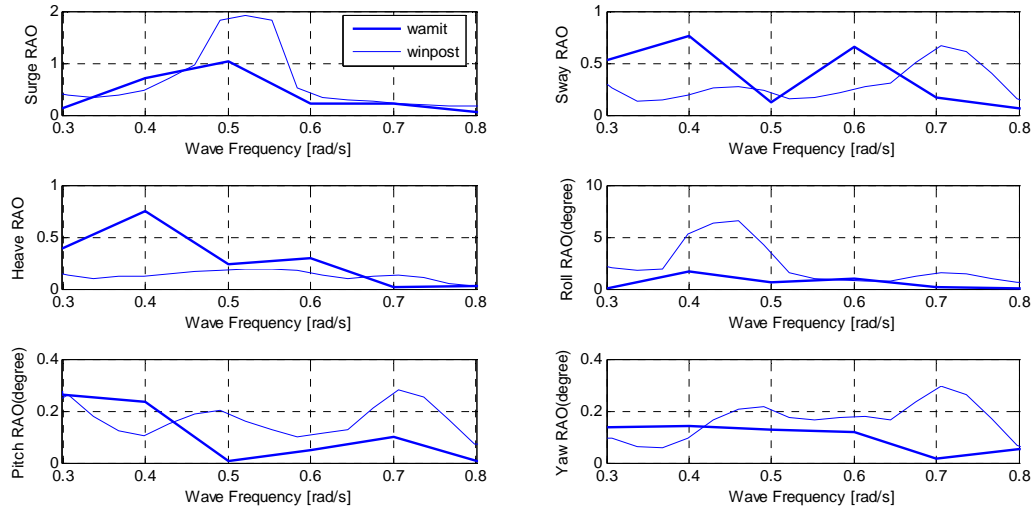 2
1
0
Surge RAO
wamit
winpost
0.3 0.4 0.5 0.6 0.7 0.8
Wave Frequency [rad/s]
1
0.5
0
Sway RAO
0.3 0.4 0.5 0.6 0.7 0.8
Wave Frequency [rad/s]
1
0.5
0
Heave RAO
0.3 0.4 0.5 0.6 0.7 0.8
Wave Frequency [rad/s]
10
5
0
Roll RAO(degree)
0.3 0.4 0.5 0.6 0.7 0.8
Wave Frequency [rad/s]
0.4
0.2
0
Pitch RAO(degree)
0.3 0.4 0.5 0.6 0.7 0.8
Wave Frequency [rad/s]
0.4
0.2
0
Yaw RAO(degree)
0.3 0.4 0.5 0.6 0.7 0.8
Wave Frequency [rad/s]